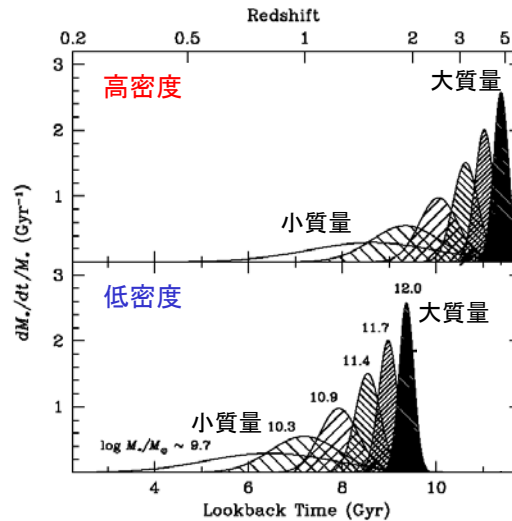 Redshift
0.2 0.5 1 2 3 5
3
2
1
高密度
大質量
小質量
dM*/dt/M* (Gyr⁻¹)
3
2
1
低密度
12.0
大質量
11.7
11.4
10.9
小質量
10.3
log M*/M⊙ ~ 9.7
4 6 8 10
Lookback Time (Gyr)